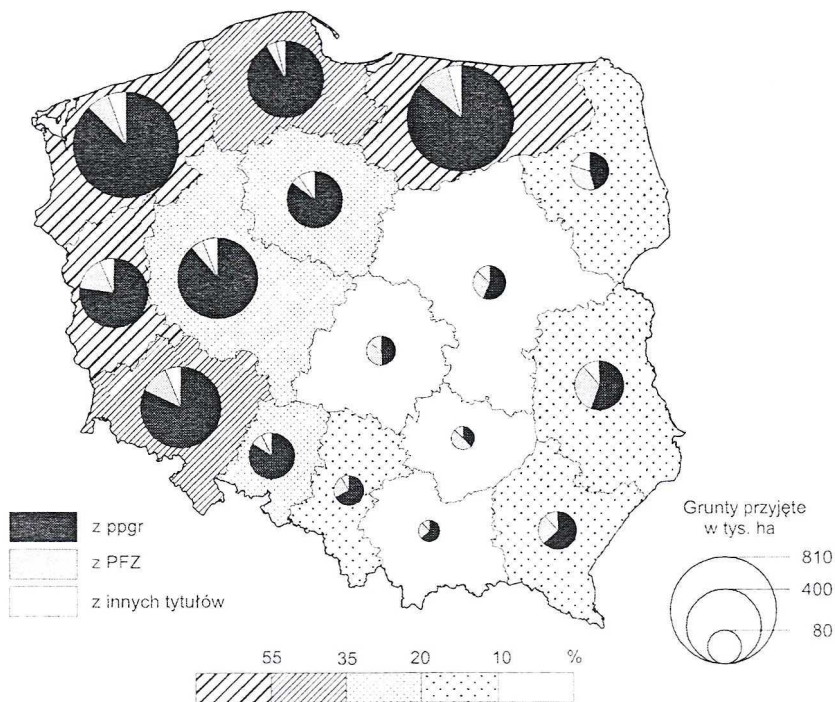 z ppgr
z PFZ
z innych tytułów
Grunty przyjęte
w tys. ha
810
400
80
55 35 20 10 %